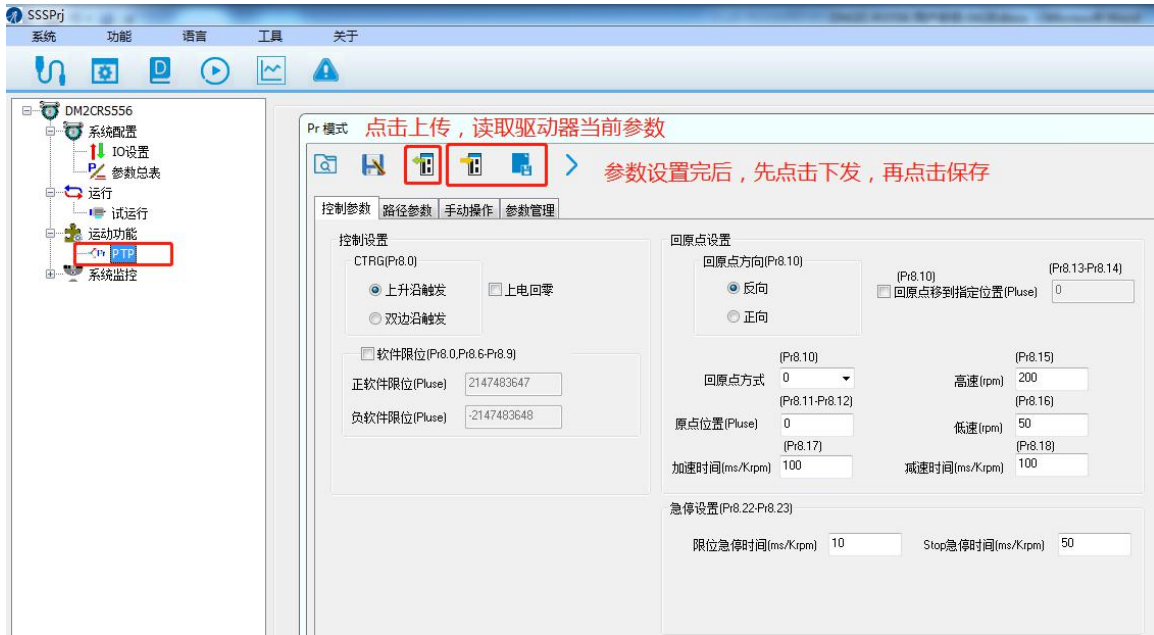 SSSPrj
系统 功能 语言 工具 关于
DM2CRS556
系统配置
IO设置
参数总表
运行
试运行
运动功能
PTP
系统监控
Pr 模式 点击上传，读取驱动器当前参数
参数设置完后，先点击下发，再点击保存
控制参数 路径参数 手动操作 参数管理
控制设置
CTRG(Pr8.0)
上升沿触发 上电回零
双边沿触发
软件限位(Pr8.0,Pr8.6-Pr8.9)
正软件限位(Pluse) 2147483647
负软件限位(Pluse) -2147483648
回原点设置
回原点方向(Pr8.10)
反向
正向
(Pr8.10) (Pr8.13-Pr8.14)
回原点移到指定位置(Pluse) 0
(Pr8.10) (Pr8.15)
回原点方式 0 高速(rpm) 200
(Pr8.11-Pr8.12) (Pr8.16)
原点位置(Pluse) 0 低速(rpm) 50
(Pr8.17) (Pr8.18)
加速时间(ms/Krpm) 100 减速时间(ms/Krpm) 100
急停设置(Pr8.22-Pr8.23)
限位急停时间(ms/Krpm) 10 Stop急停时间(ms/Krpm) 50